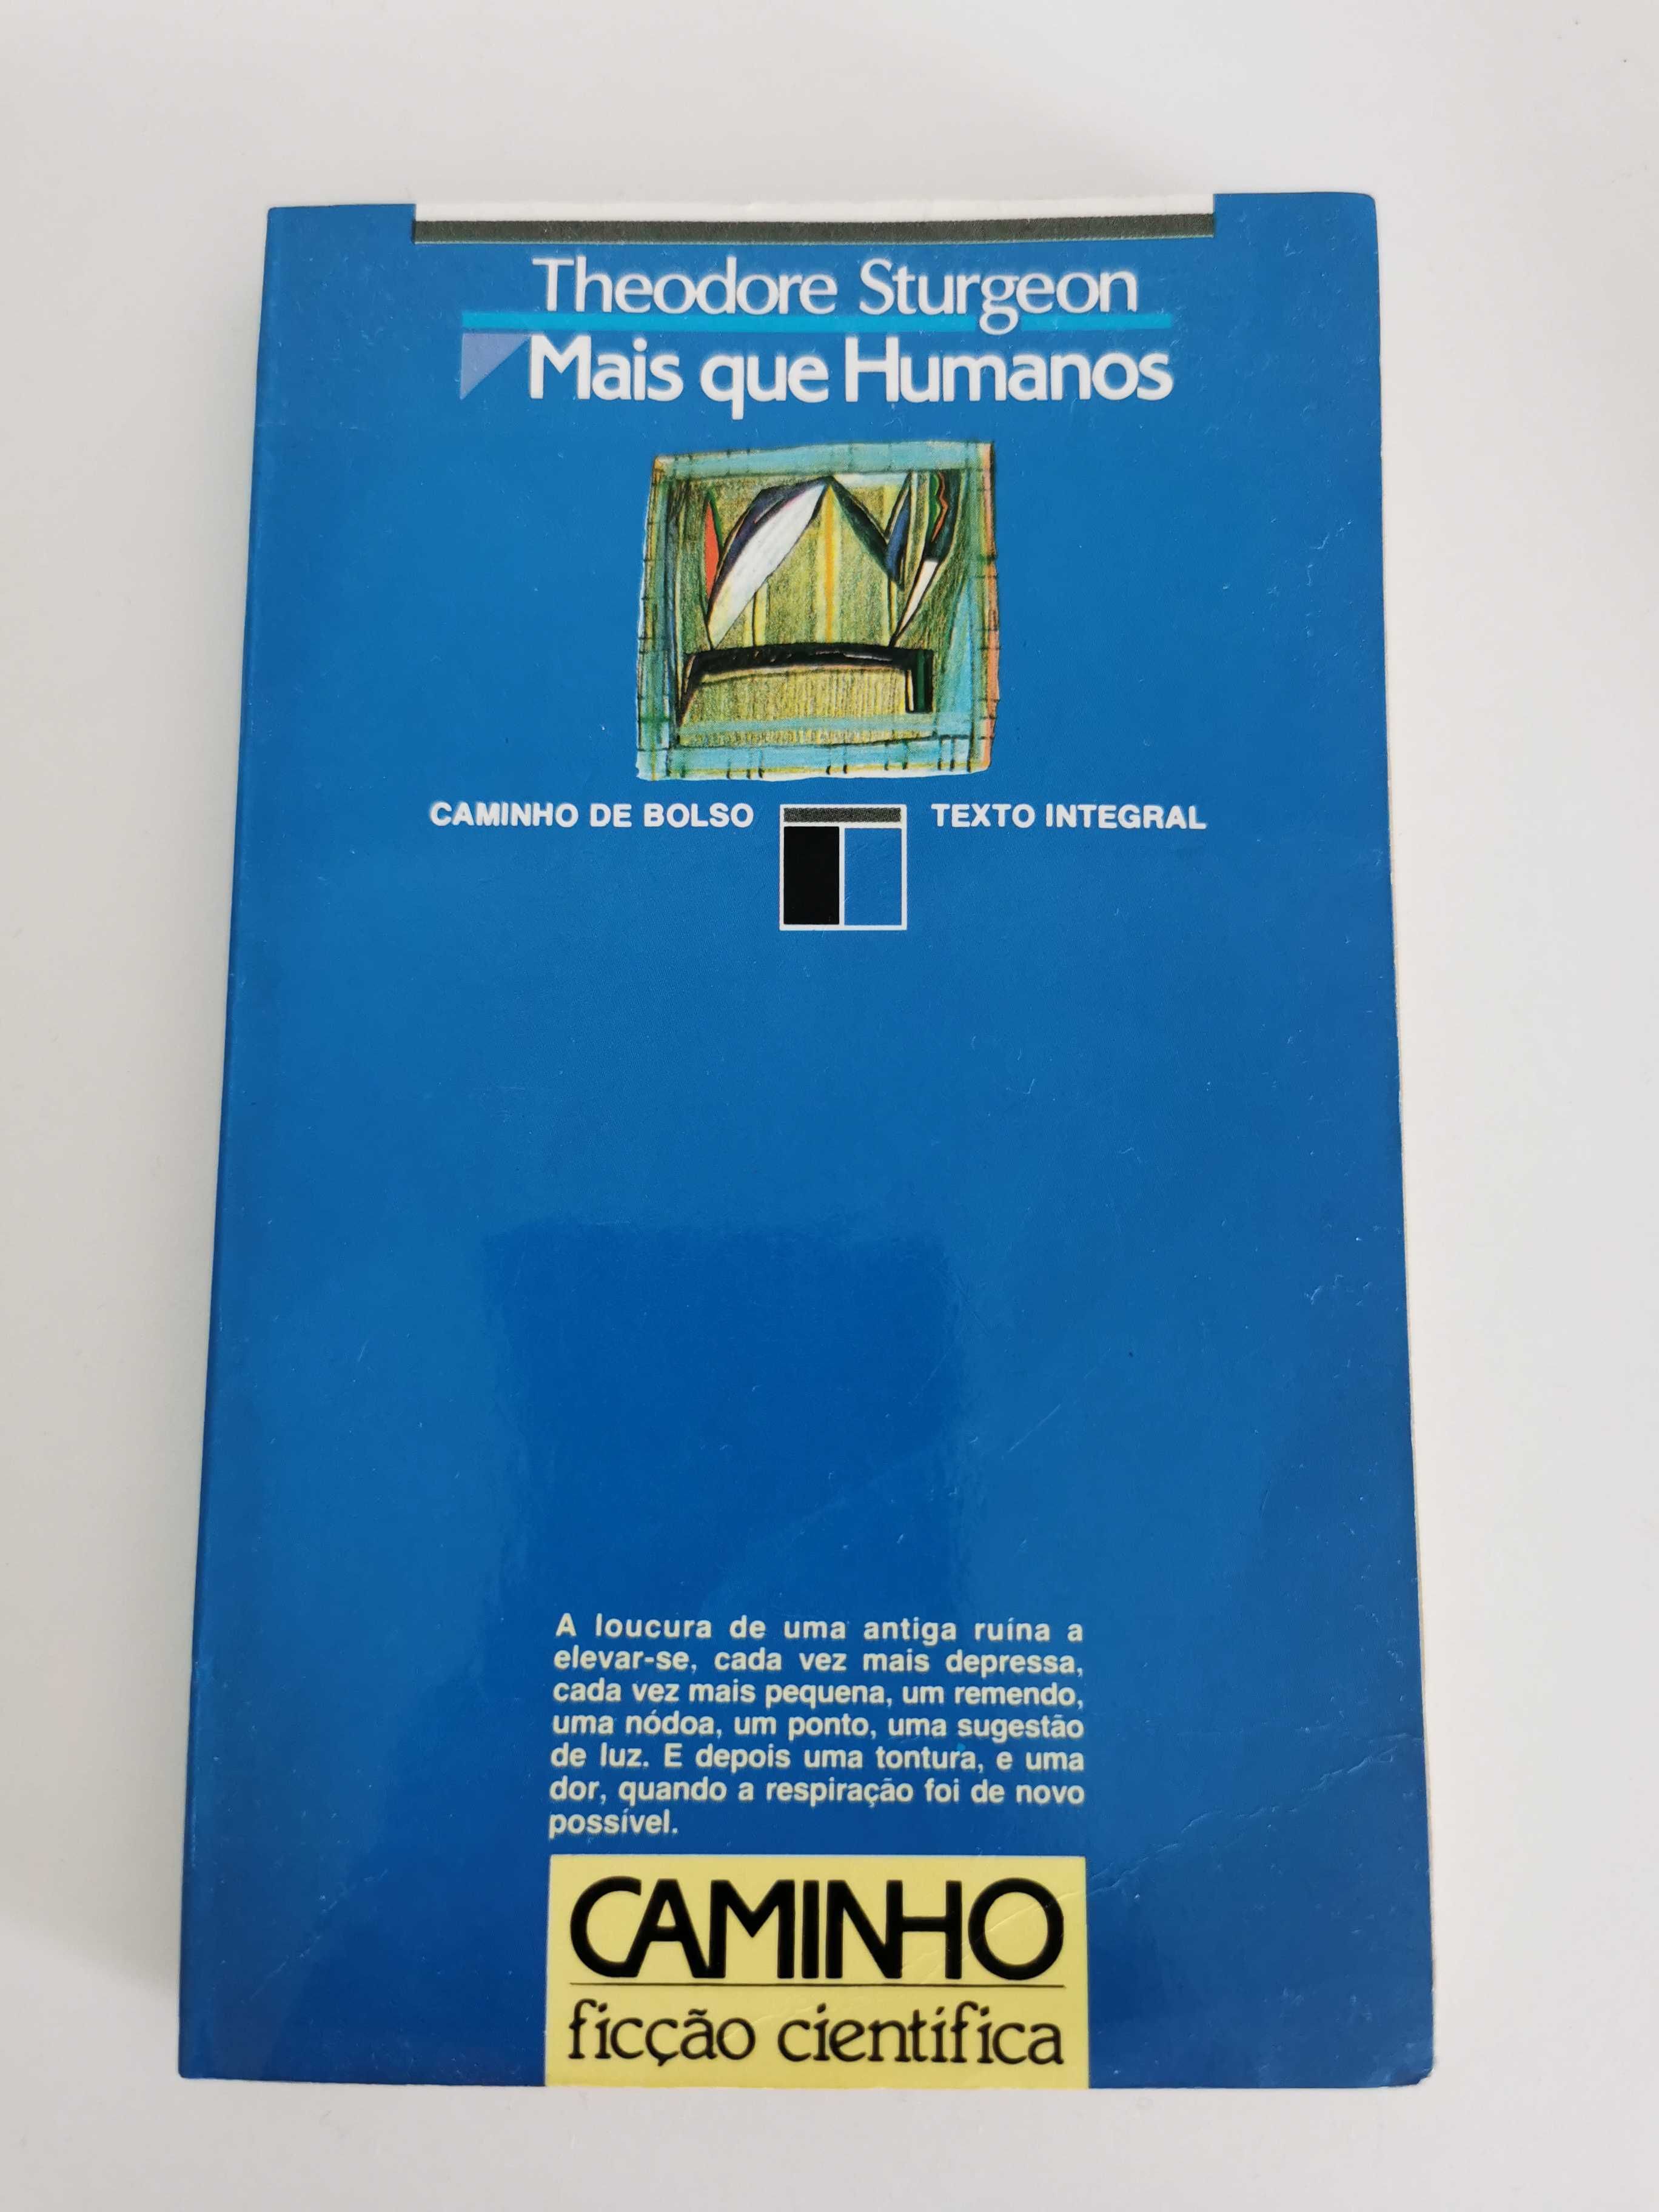 Theodore Sturgeon
Mais que Humanos
CAMINHO DE BOLSO TEXTO INTEGRAL
A loucura de uma antiga ruína a
elevar-se, cada vez mais depressa,
cada vez mais pequena, um remendo,
uma nódoa, um ponto, uma sugestão
de luz. E depois uma tontura, e uma
dor, quando a respiração foi de novo
possível.
CAMINHO
ficção científica